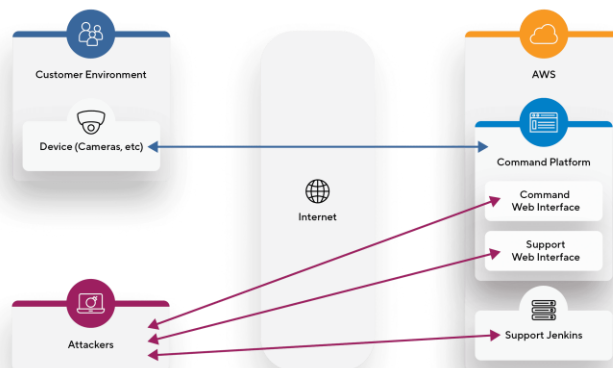 Customer Environment
Device (Cameras, etc)
Internet
AWS
Command Platform
Command
Web Interface
Support
Web Interface
Attackers
Support Jenkins